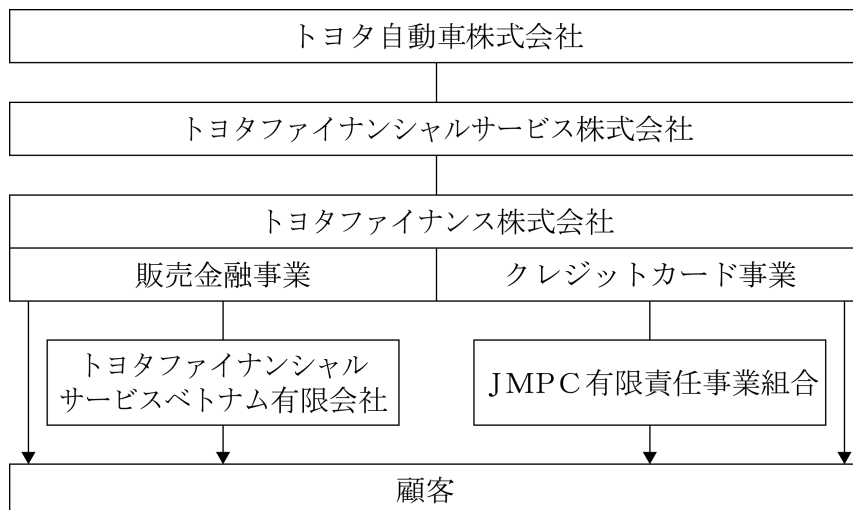 トヨタ自動車株式会社
トヨタファイナンシャルサービス株式会社
トヨタファイナンス株式会社
販売金融事業
クレジットカード事業
トヨタファイナンシャル
サービスベトナム有限会社
ＪＭＰＣ有限責任事業組合
顧客